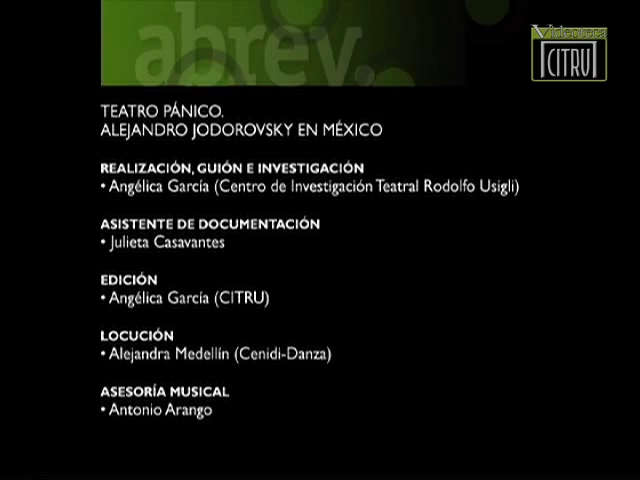 abrev.
Videoteca
CITRU
TEATRO PÁNICO.
ALEJANDRO JODOROVSKY EN MÉXICO
REALIZACIÓN, GUIÓN E INVESTIGACIÓN
• Angélica García (Centro de Investigación Teatral Rodolfo Usigli)
ASISTENTE DE DOCUMENTACIÓN
• Julieta Casavantes
EDICIÓN
• Angélica García (CITRU)
LOCUCIÓN
• Alejandra Medellín (Cenidi-Danza)
ASESORÍA MUSICAL
• Antonio Arango